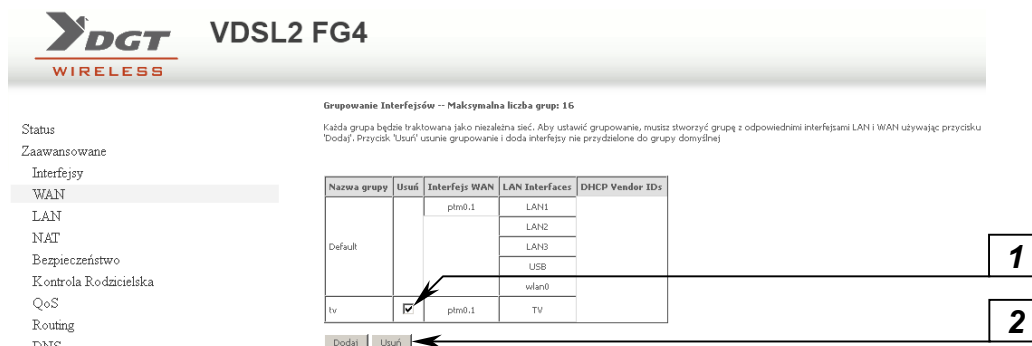 DGT
WIRELESS
VDSL2 FG4
Grupowanie Interfejsów -- Maksymalna liczba grup: 16
Każda grupa będzie traktowana jako niezależna sieć. Aby ustawić grupowanie, musisz stworzyć grupę z odpowiednimi interfejsami LAN i WAN używając przycisku
'Dodaj'. Przycisk 'Usuń' usunie grupowanie i doda interfejsy nie przydzielone do grupy domyślnej
Status
Zaawansowane
Interfejsy
WAN
LAN
NAT
Bezpieczeństwo
Kontrola Rodzicielska
QoS
Routing
DNS
Nazwa grupy Usuń Interfejs WAN LAN Interfaces DHCP Vendor IDs
Default ptm0.1 LAN1
LAN2
LAN3
USB
wlan0
tv ptm0.1 TV
Dodaj Usuń
1
2